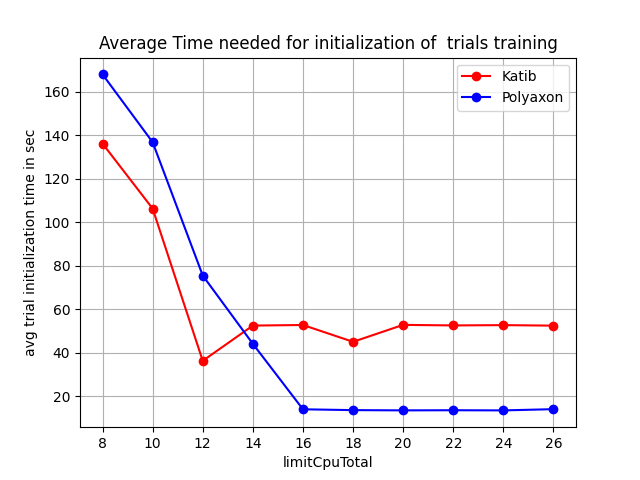 Average Time needed for initialization of  trials training
Katib
Polyaxon
avg trial initialization time in sec
160
140
120
100
80
60
40
20
8 10 12 14 16 18 20 22 24 26
limitCpuTotal